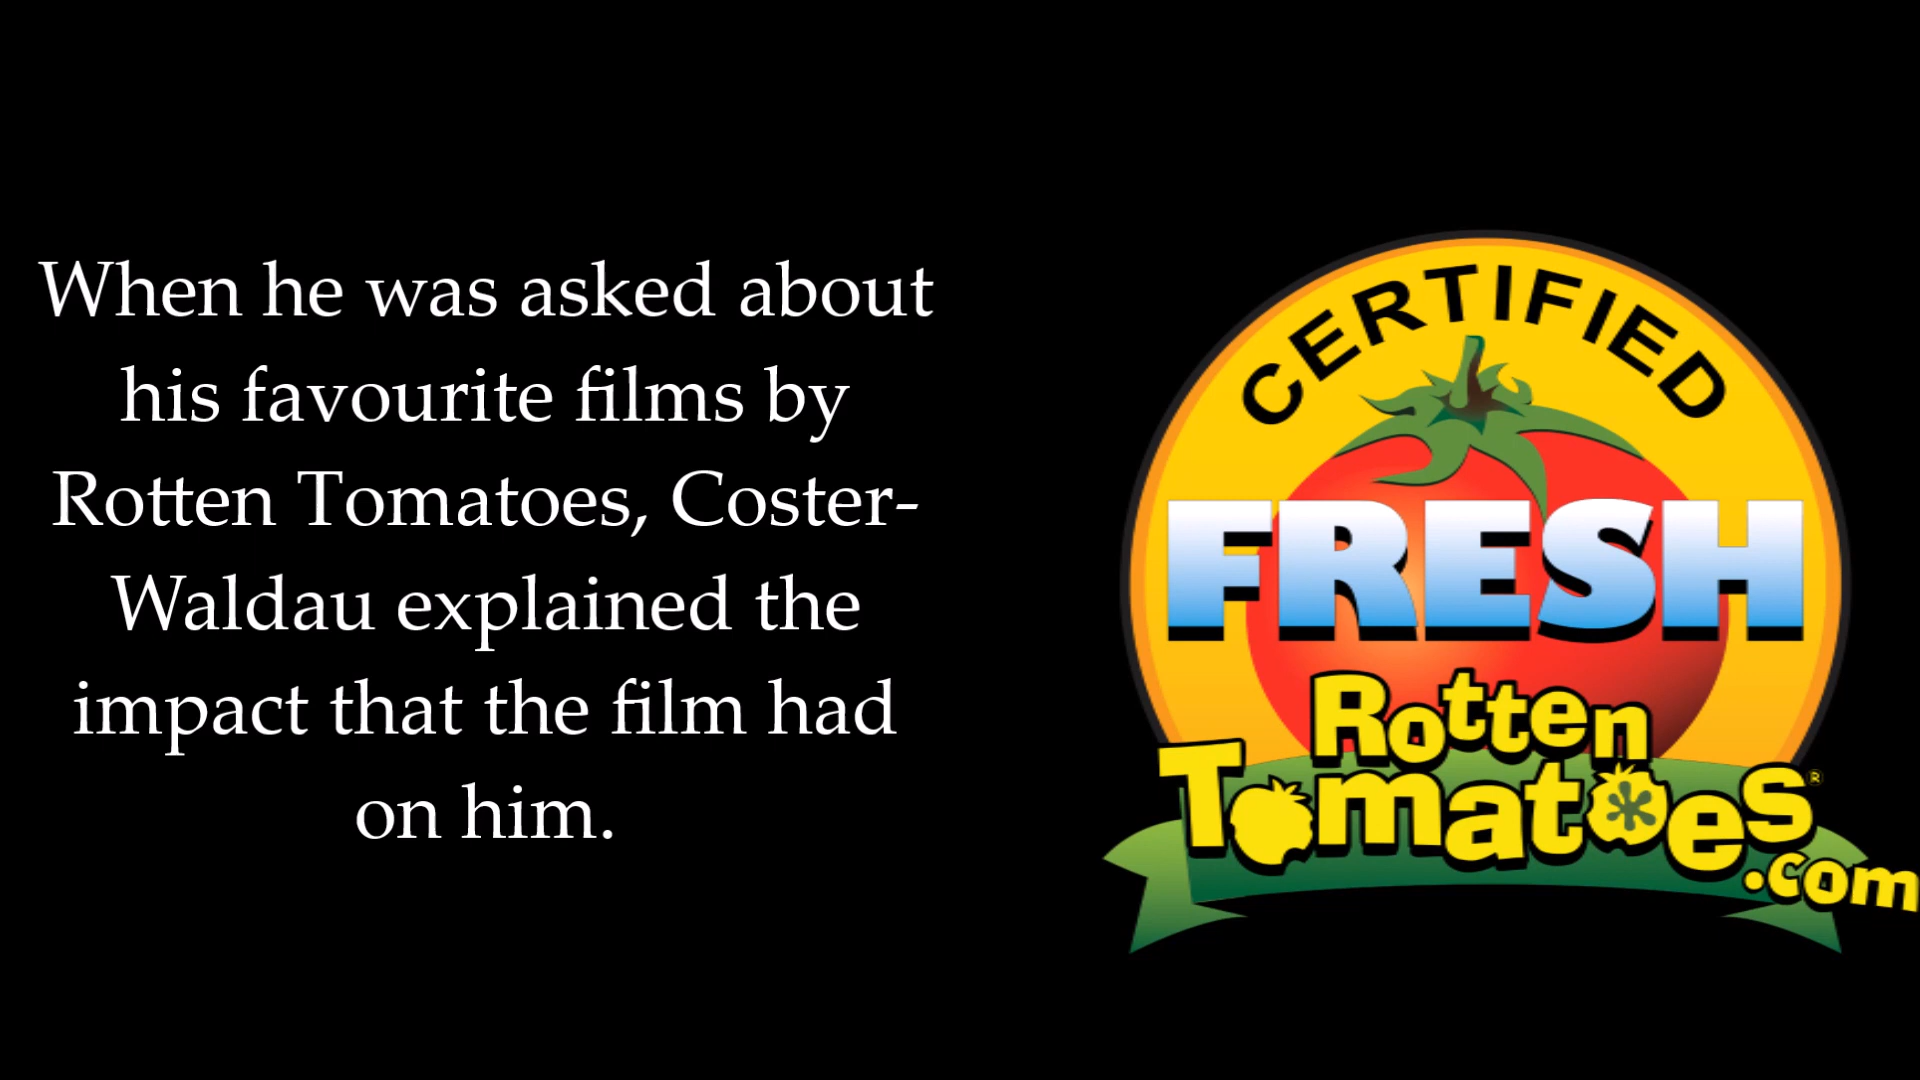 When he was asked about
his favourite films by
Rotten Tomatoes, Coster-
Waldau explained the
impact that the film had
on him.
CERTIFIED
FRESH
Rotten
Tomatoes®
.com